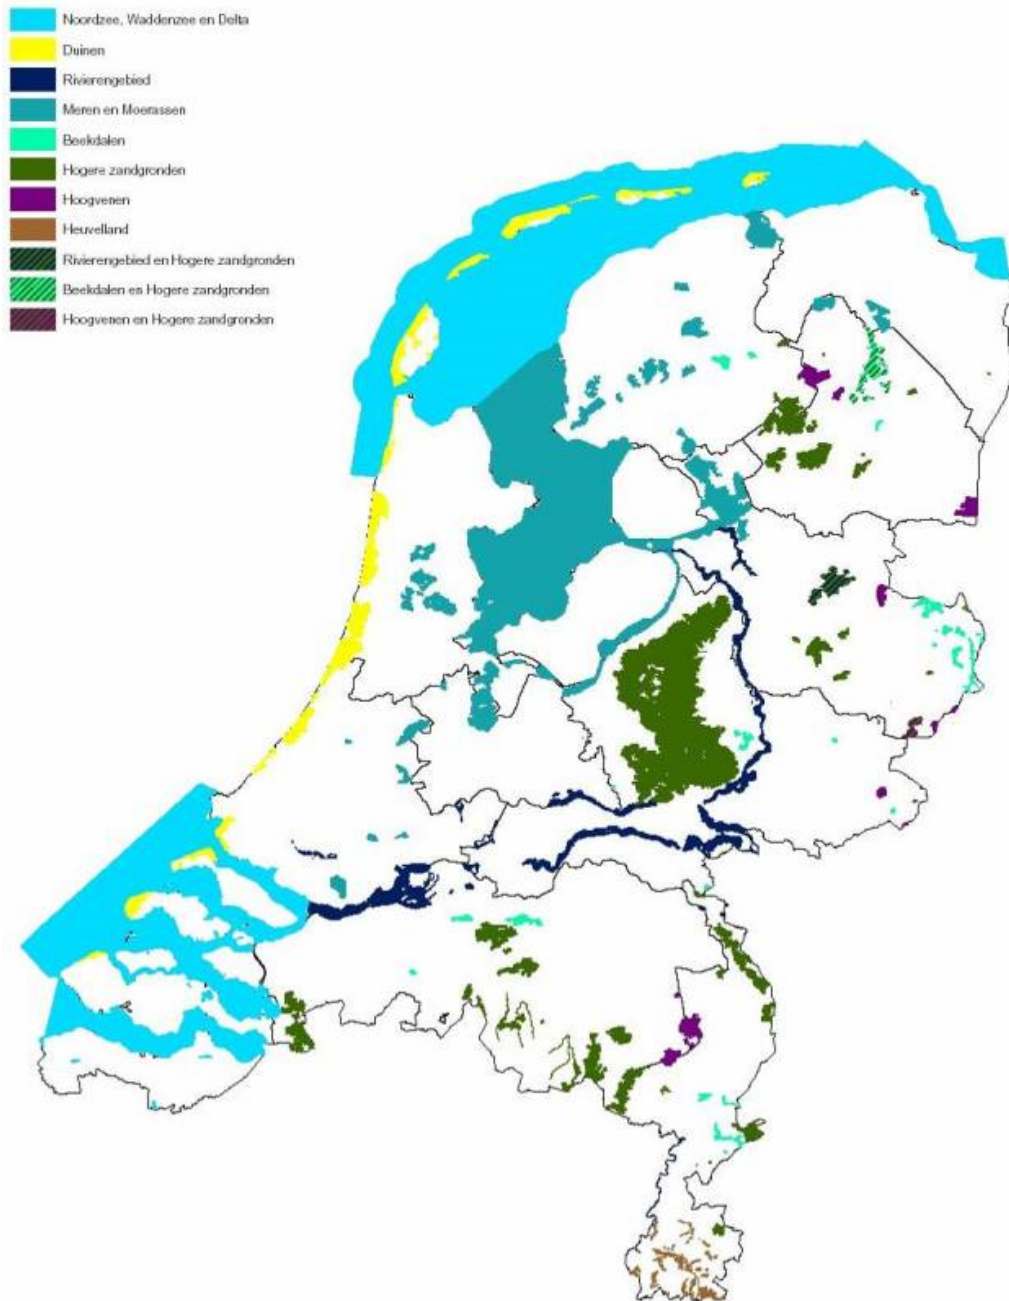 Noordzee, Waddenzee en Delta
Duinen
Rivierengebied
Meren en Moerassen
Beekdalen
Hogere zandgronden
Hoogvenen
Heuvelland
Rivierengebied en Hogere zandgronden
Beekdalen en Hogere zandgronden
Hoogvenen en Hogere zandgronden